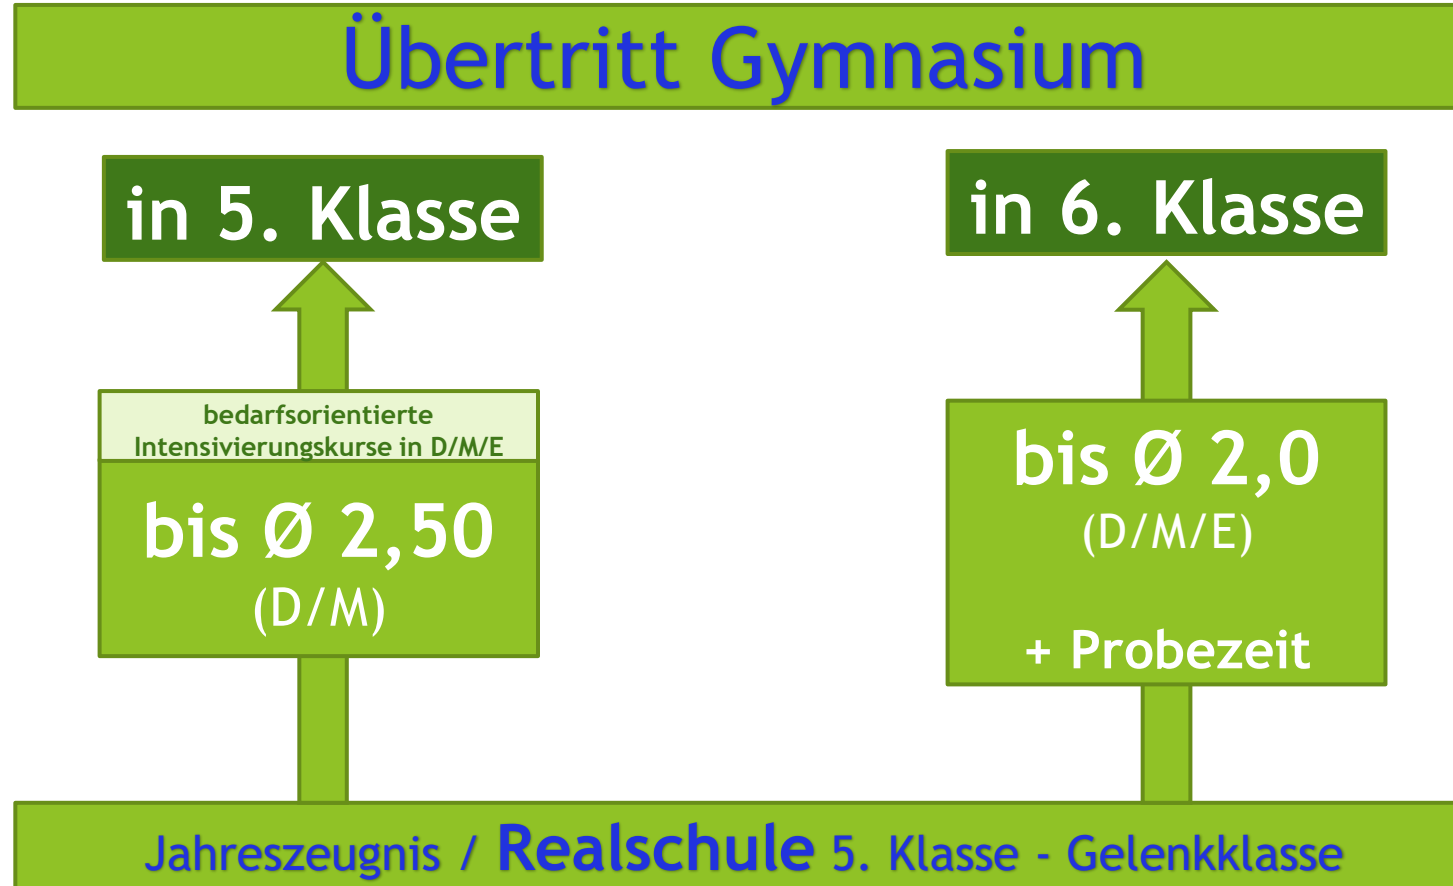 Übertritt Gymnasium
in 5. Klasse
in 6. Klasse
bedarfsorientierte
Intensivierungskurse in D/M/E
bis Ø 2,50
(D/M)
bis Ø 2,0
(D/M/E)
+ Probezeit
Jahreszeugnis / Realschule 5. Klasse - Gelenkklasse